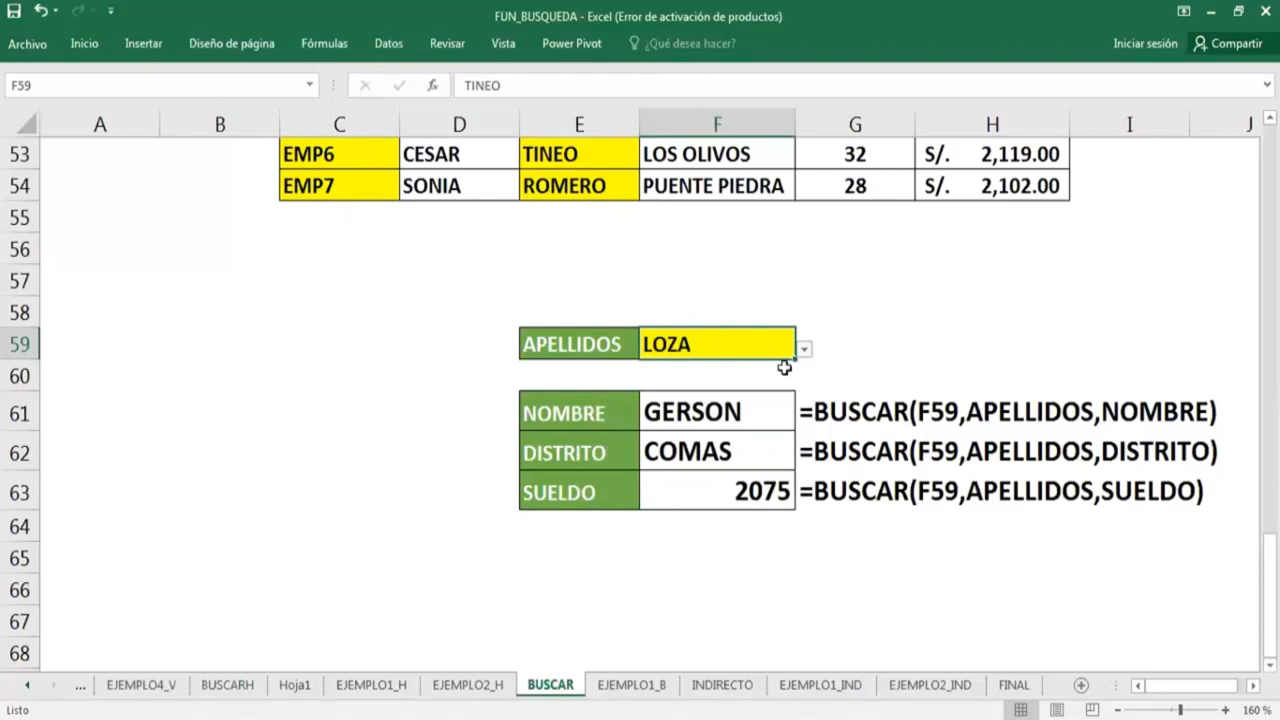 FUN_BUSQUEDA - Excel (Error de activación de productos)
Archivo Inicio Insertar Diseño de página Fórmulas Datos Revisar Vista Power Pivot ¿Qué desea hacer? Iniciar sesión Compartir
F59 fx TINEO
A B C D E F G H I J
53 EMP6 CESAR TINEO LOS OLIVOS 32 S/. 2,119.00
54 EMP7 SONIA ROMERO PUENTE PIEDRA 28 S/. 2,102.00
55
56
57
58
59 APELLIDOS LOZA
60
61 NOMBRE GERSON =BUSCAR(F59,APELLIDOS,NOMBRE)
62 DISTRITO COMAS =BUSCAR(F59,APELLIDOS,DISTRITO)
63 SUELDO 2075 =BUSCAR(F59,APELLIDOS,SUELDO)
64
65
66
67
68
... EJEMPLO4_V BUSCARH Hoja1 EJEMPLO1_H EJEMPLO2_H BUSCAR EJEMPLO1_B INDIRECTO EJEMPLO1_IND EJEMPLO2_IND FINAL
Listo 160 %